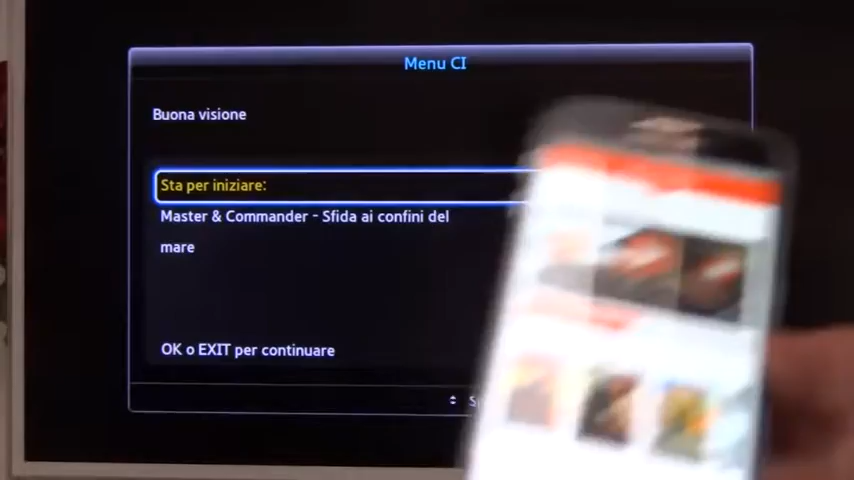 Menu CI
Buona visione
Sta per iniziare:
Master & Commander - Sfida ai confini del
mare
OK o EXIT per continuare